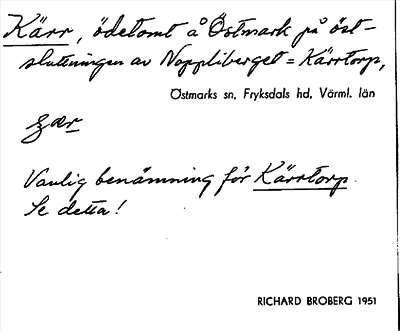 Kärr, ödetomt å Östmark på öst-
sluttningen av Noppliberget = Kärrtorp,
Östmarks sn, Fryksdals hd, Värml. län
Vanlig benämning för Kärrtorp.
Se detta!
RICHARD BROBERG 1951